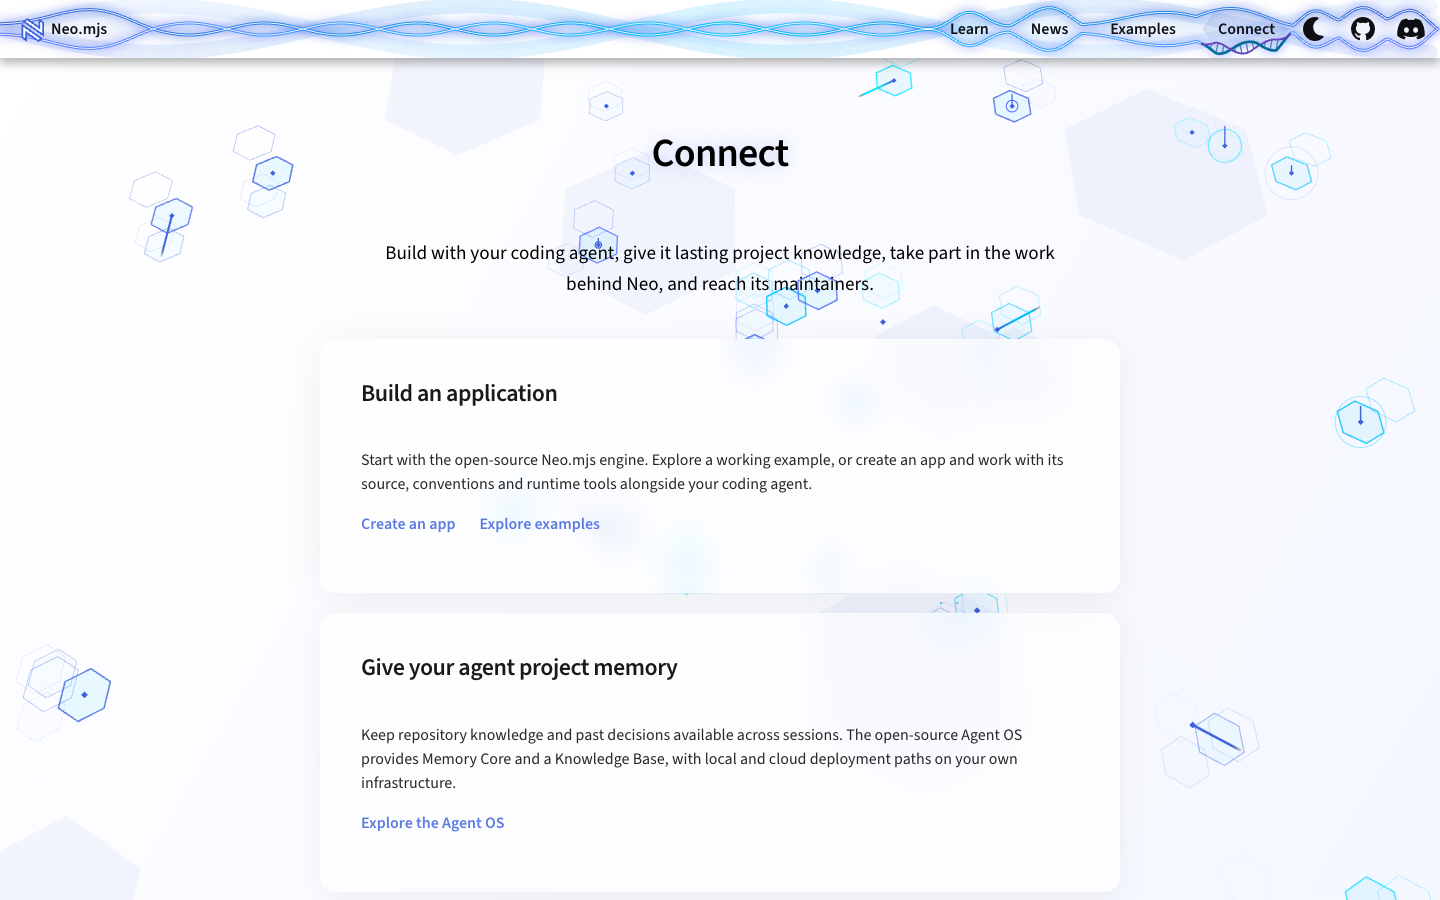 Neo.mjs
Learn
News
Examples
Connect
Connect
Build with your coding agent, give it lasting project knowledge, take part in the work
behind Neo, and reach its maintainers.
Build an application
Start with the open-source Neo.mjs engine. Explore a working example, or create an app and work with its
source, conventions and runtime tools alongside your coding agent.
Create an app
Explore examples
Give your agent project memory
Keep repository knowledge and past decisions available across sessions. The open-source Agent OS
provides Memory Core and a Knowledge Base, with local and cloud deployment paths on your own
infrastructure.
Explore the Agent OS